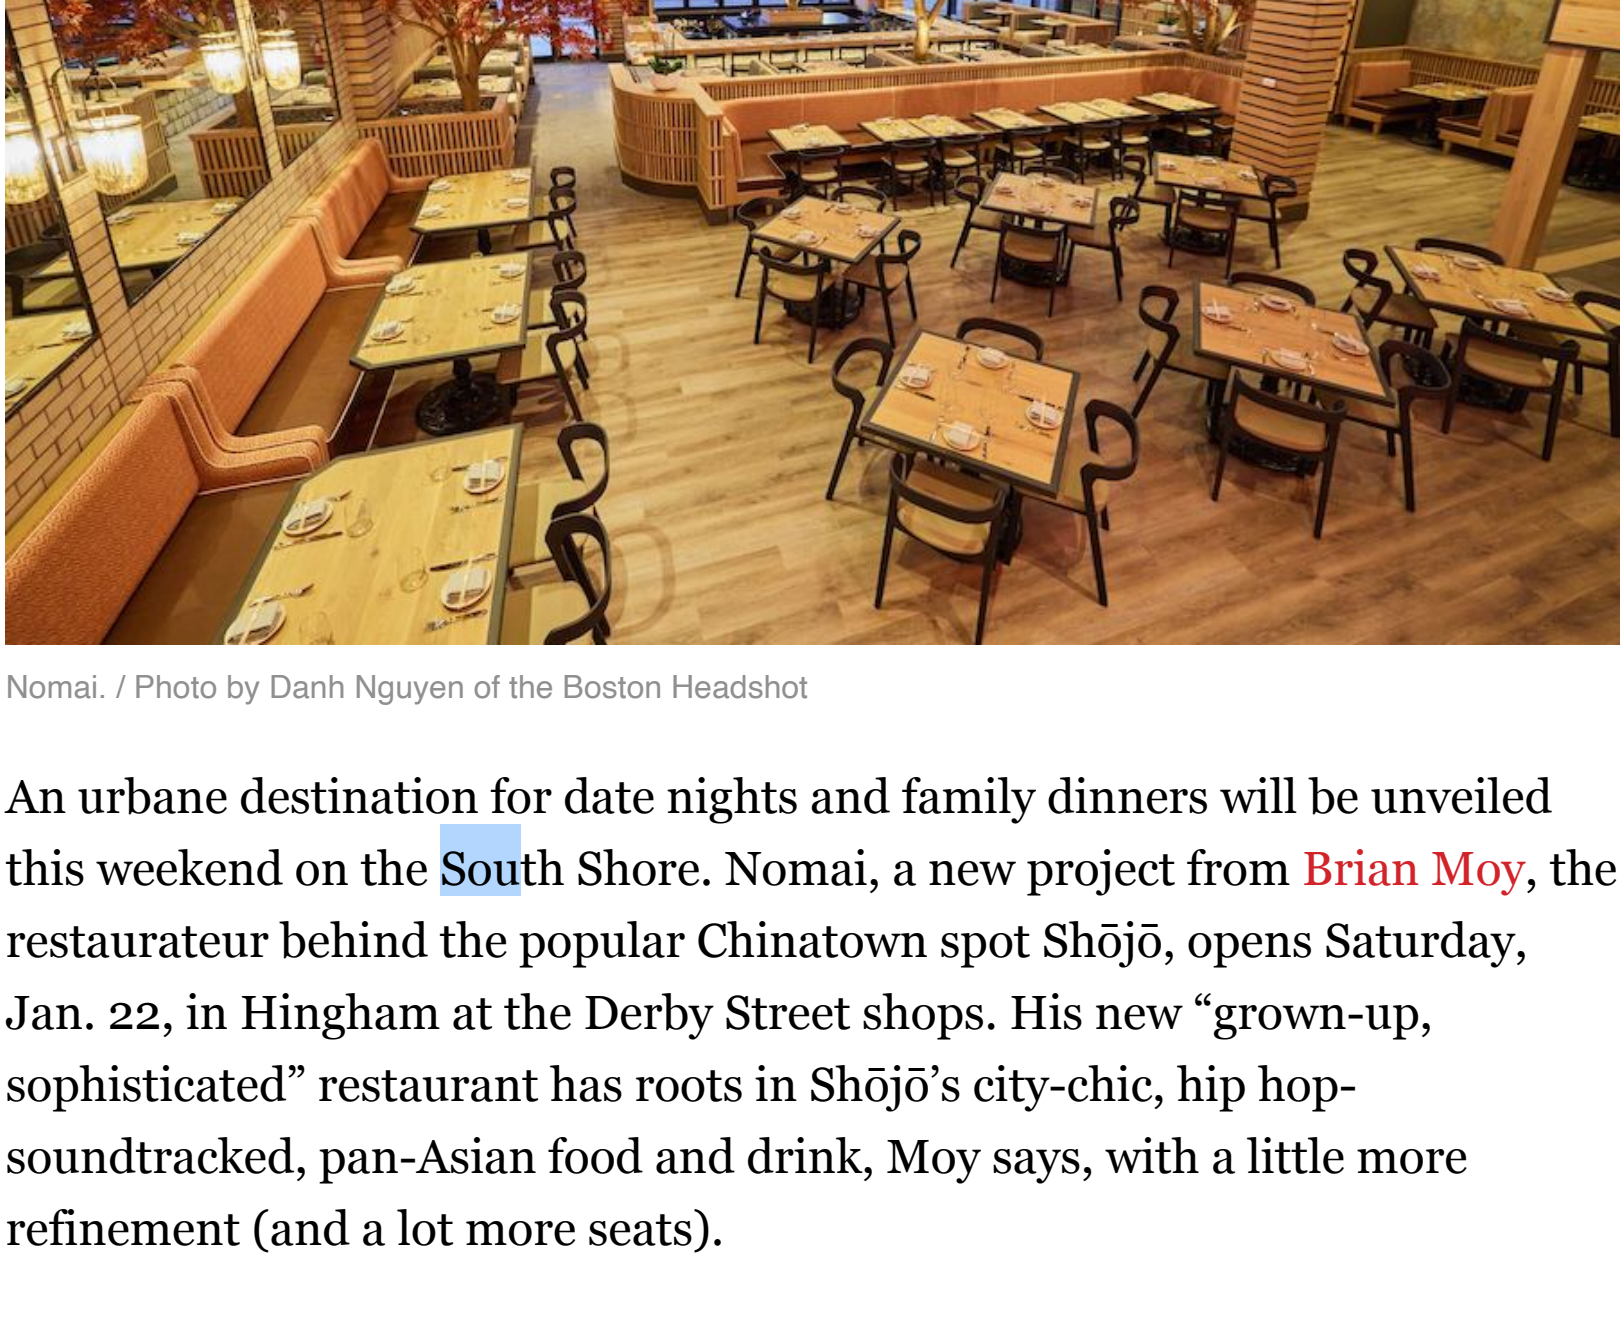 Nomai. / Photo by Danh Nguyen of the Boston Headshot
An urbane destination for date nights and family dinners will be unveiled
this weekend on the South Shore. Nomai, a new project from Brian Moy, the
restaurateur behind the popular Chinatown spot Shōjō, opens Saturday,
Jan. 22, in Hingham at the Derby Street shops. His new “grown-up,
sophisticated” restaurant has roots in Shōjō’s city-chic, hip hop-
soundtracked, pan-Asian food and drink, Moy says, with a little more
refinement (and a lot more seats).